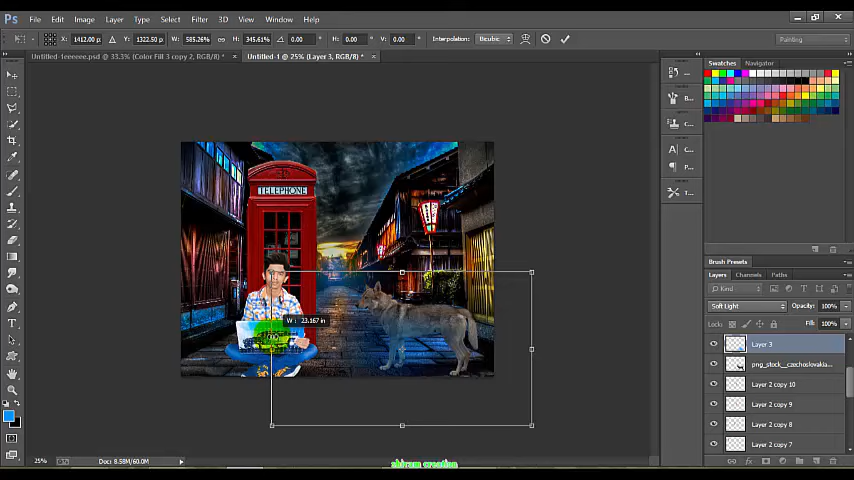 Ps File Edit Image Layer Type Select Filter 3D View Window Help
X: 1412.00 p Y: 1322.50 p W: 585.26% H: 345.61% 0.00 H: 0.00 V: 0.00 Interpolation: Bicubic Painting
Untitled-1eeeeee.psd @ 33.3% (Color Fill 3 copy 2, RGB/8) * × Untitled-1 @ 25% (Layer 3, RGB/8) * ×
Swatches Navigator
B...
C...
A C...
P...
T...
TELEPHONE
W: 23.167 in
Brush Presets
Layers Channels Paths
Kind
Soft Light Opacity: 100%
Lock: Fill: 100%
Layer 3
png_stock__czechoslovakia...
Layer 2 copy 10
Layer 2 copy 9
Layer 2 copy 8
Layer 2 copy 7
25% Doc: 8.58M/60.0M
shivam creation